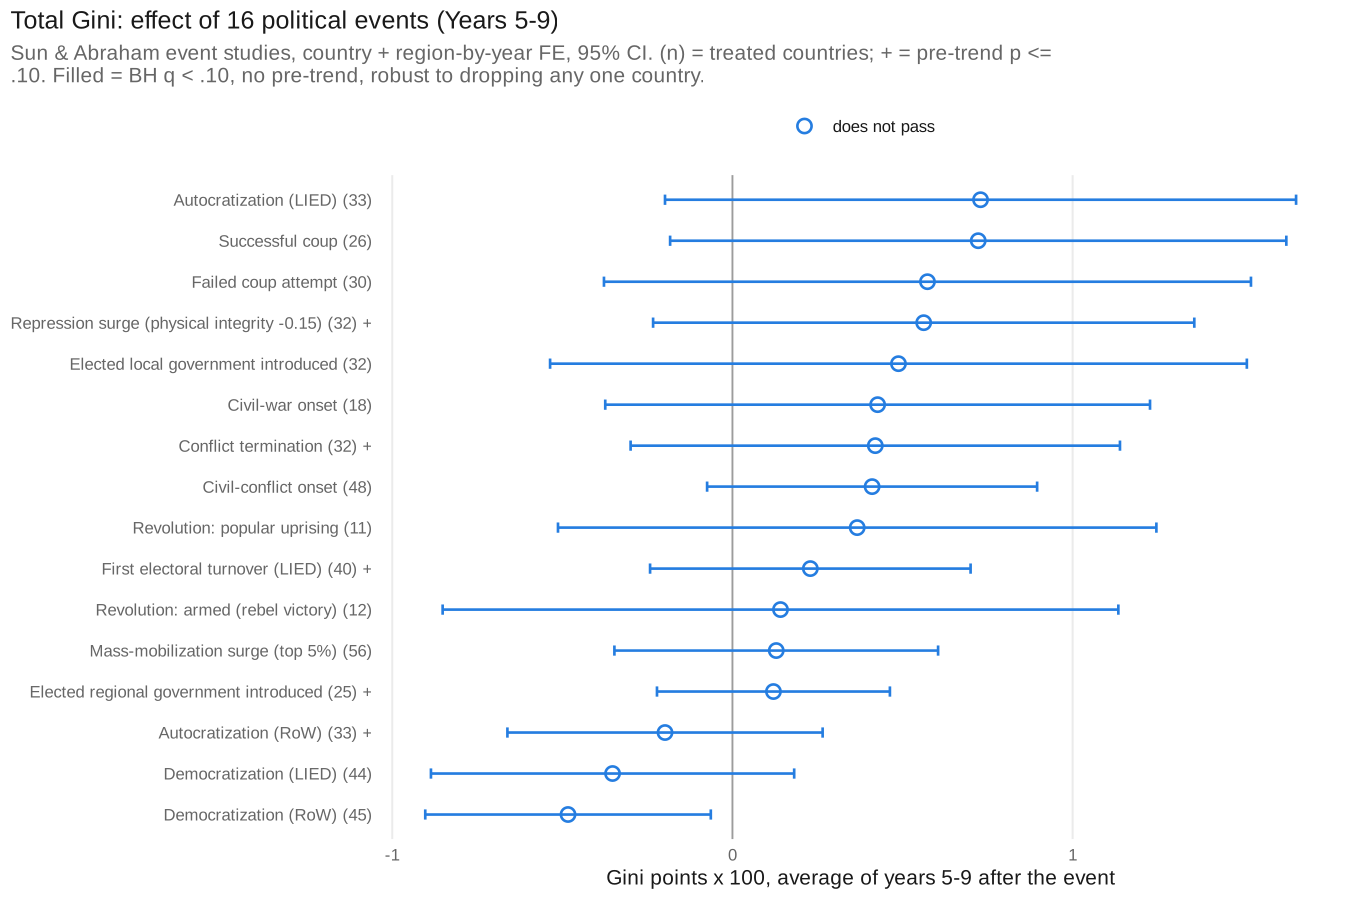 Total Gini: effect of 16 political events (Years 5-9)
Sun & Abraham event studies, country + region-by-year FE, 95% CI. (n) = treated countries; + = pre-trend p <=
.10. Filled = BH q < .10, no pre-trend, robust to dropping any one country.
does not pass
Autocratization (LIED) (33)
Successful coup (26)
Failed coup attempt (30)
Repression surge (physical integrity -0.15) (32) +
Elected local government introduced (32)
Civil-war onset (18)
Conflict termination (32) +
Civil-conflict onset (48)
Revolution: popular uprising (11)
First electoral turnover (LIED) (40) +
Revolution: armed (rebel victory) (12)
Mass-mobilization surge (top 5%) (56)
Elected regional government introduced (25) +
Autocratization (RoW) (33) +
Democratization (LIED) (44)
Democratization (RoW) (45)
-1 0 1
Gini points x 100, average of years 5-9 after the event